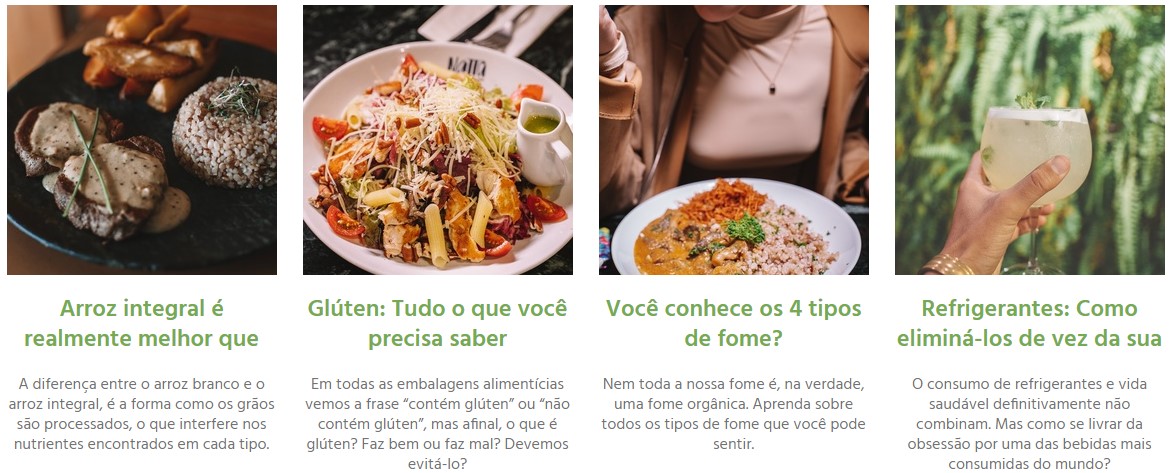 Nalla
Arroz integral é
realmente melhor que
A diferença entre o arroz branco e o
arroz integral, é a forma como os grãos
são processados, o que interfere nos
nutrientes encontrados em cada tipo.
Glúten: Tudo o que você
precisa saber
Em todas as embalagens alimentícias
vemos a frase “contém glúten” ou “não
contém glúten”, mas afinal, o que é
glúten? Faz bem ou faz mal? Devemos
evitá-lo?
Você conhece os 4 tipos
de fome?
Nem toda a nossa fome é, na verdade,
uma fome orgânica. Aprenda sobre
todos os tipos de fome que você pode
sentir.
Refrigerantes: Como
eliminá-los de vez da sua
O consumo de refrigerantes e vida
saudável definitivamente não
combinam. Mas como se livrar da
obsessão por uma das bebidas mais
consumidas do mundo?